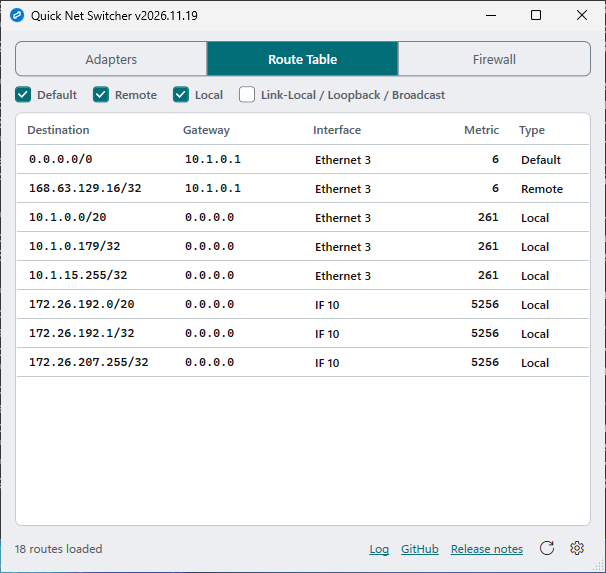 Quick Net Switcher v2026.11.19
Adapters Route Table Firewall
Default Remote Local Link-Local / Loopback / Broadcast
Destination Gateway Interface Metric Type
0.0.0.0/0 10.1.0.1 Ethernet 3 6 Default
168.63.129.16/32 10.1.0.1 Ethernet 3 6 Remote
10.1.0.0/20 0.0.0.0 Ethernet 3 261 Local
10.1.0.179/32 0.0.0.0 Ethernet 3 261 Local
10.1.15.255/32 0.0.0.0 Ethernet 3 261 Local
172.26.192.0/20 0.0.0.0 IF 10 5256 Local
172.26.192.1/32 0.0.0.0 IF 10 5256 Local
172.26.207.255/32 0.0.0.0 IF 10 5256 Local
18 routes loaded Log GitHub Release notes